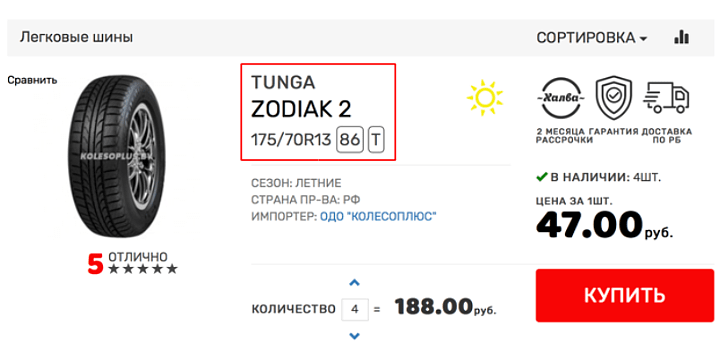 Легковые шины
СОРТИРОВКА
Сравнить
KOLESOPLUS.BY
5 ОТЛИЧНО
TUNGA
ZODIAK 2
175/70R13 86 T
СЕЗОН: ЛЕТНИЕ
СТРАНА ПР-ВА: РФ
ИМПОРТЕР: ОДО "КОЛЕСОПЛЮС"
КОЛИЧЕСТВО 4 = 188.00 руб.
Халва
2 МЕСЯЦА РАССРОЧКИ
ГАРАНТИЯ
ДОСТАВКА ПО РБ
В НАЛИЧИИ: 4ШТ.
ЦЕНА ЗА 1ШТ.
47.00 руб.
КУПИТЬ